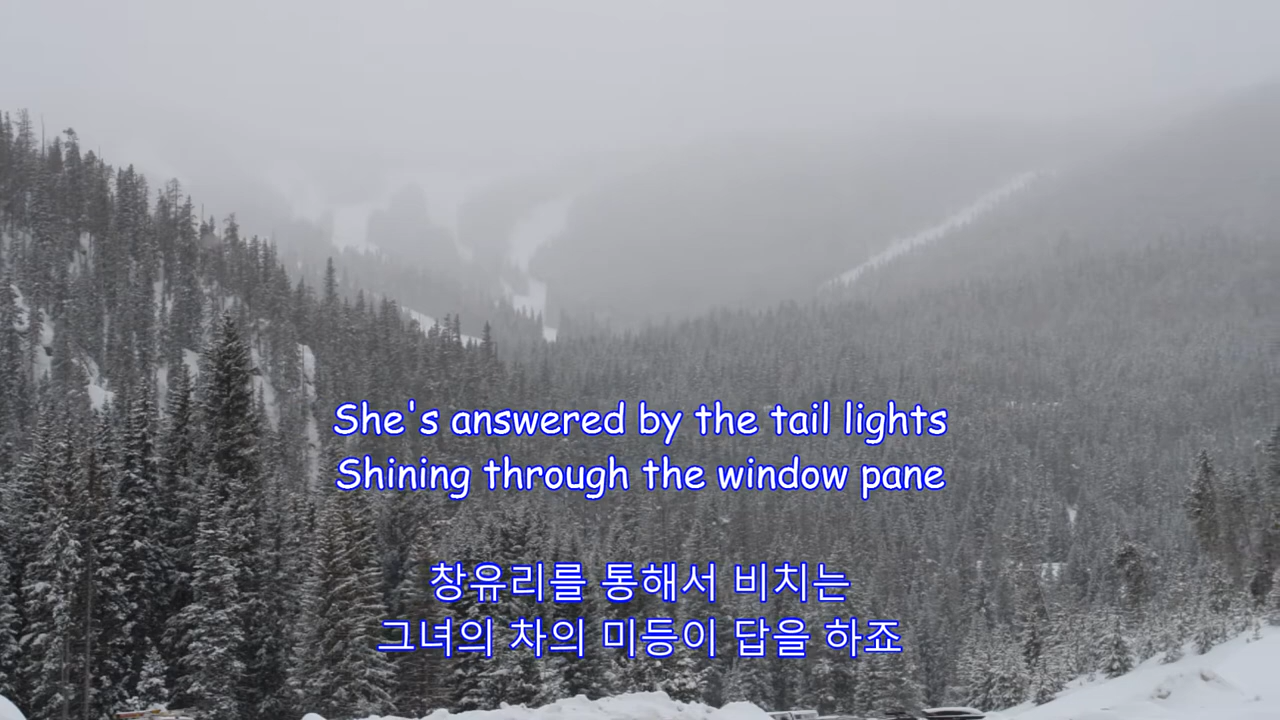 She's answered by the tail lights
Shining through the window pane
창유리를 통해서 비치는
그녀의 차의 미등이 답을 하죠